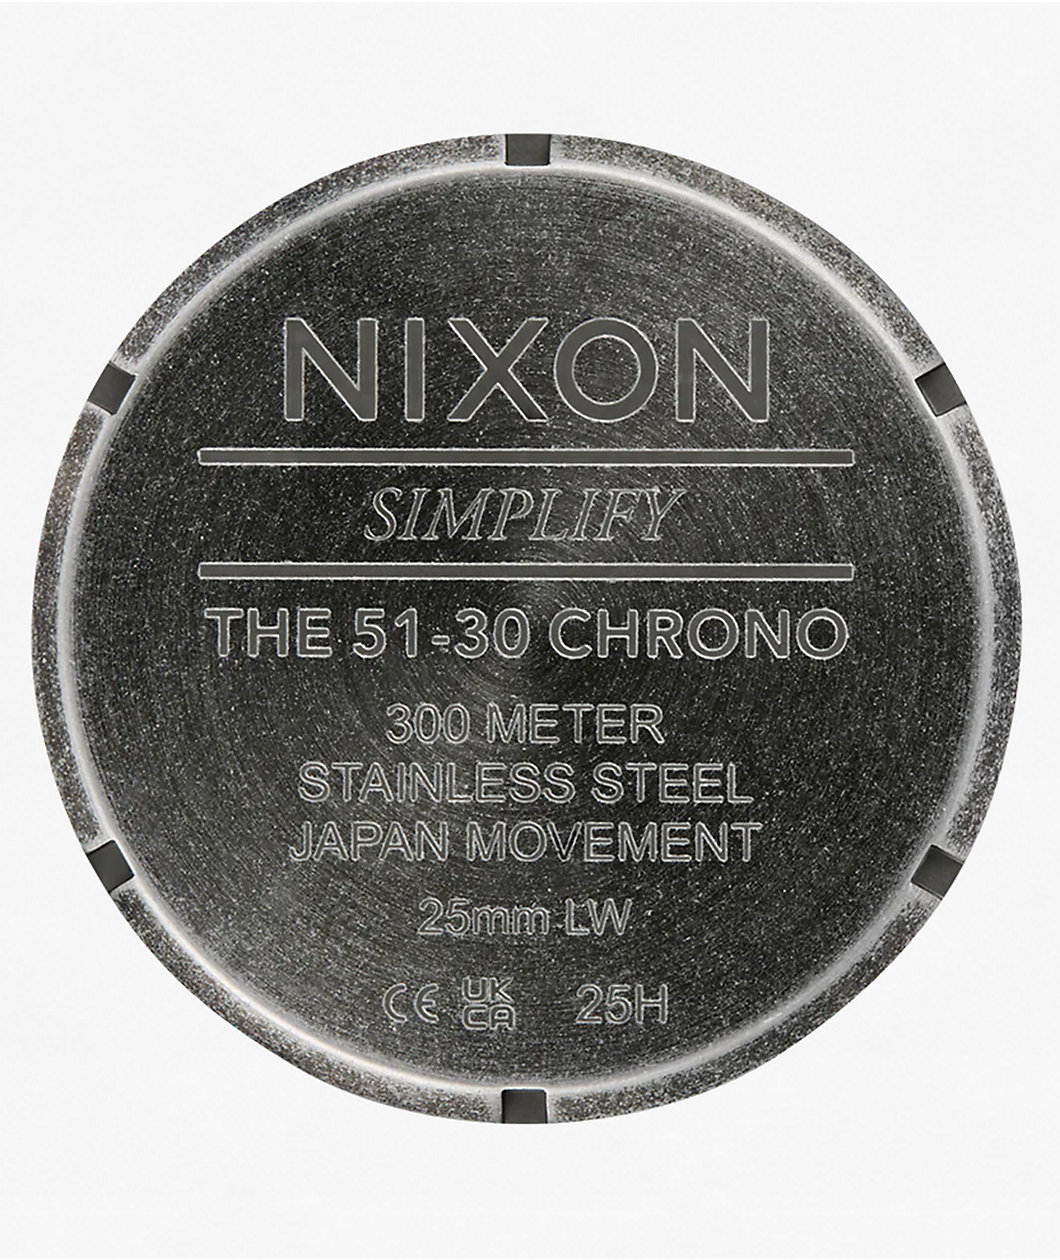 NIXON
SIMPLIFY
THE 51-30 CHRONO
300 METER
STAINLESS STEEL
JAPAN MOVEMENT
25mm LW
CE UK CA 25H